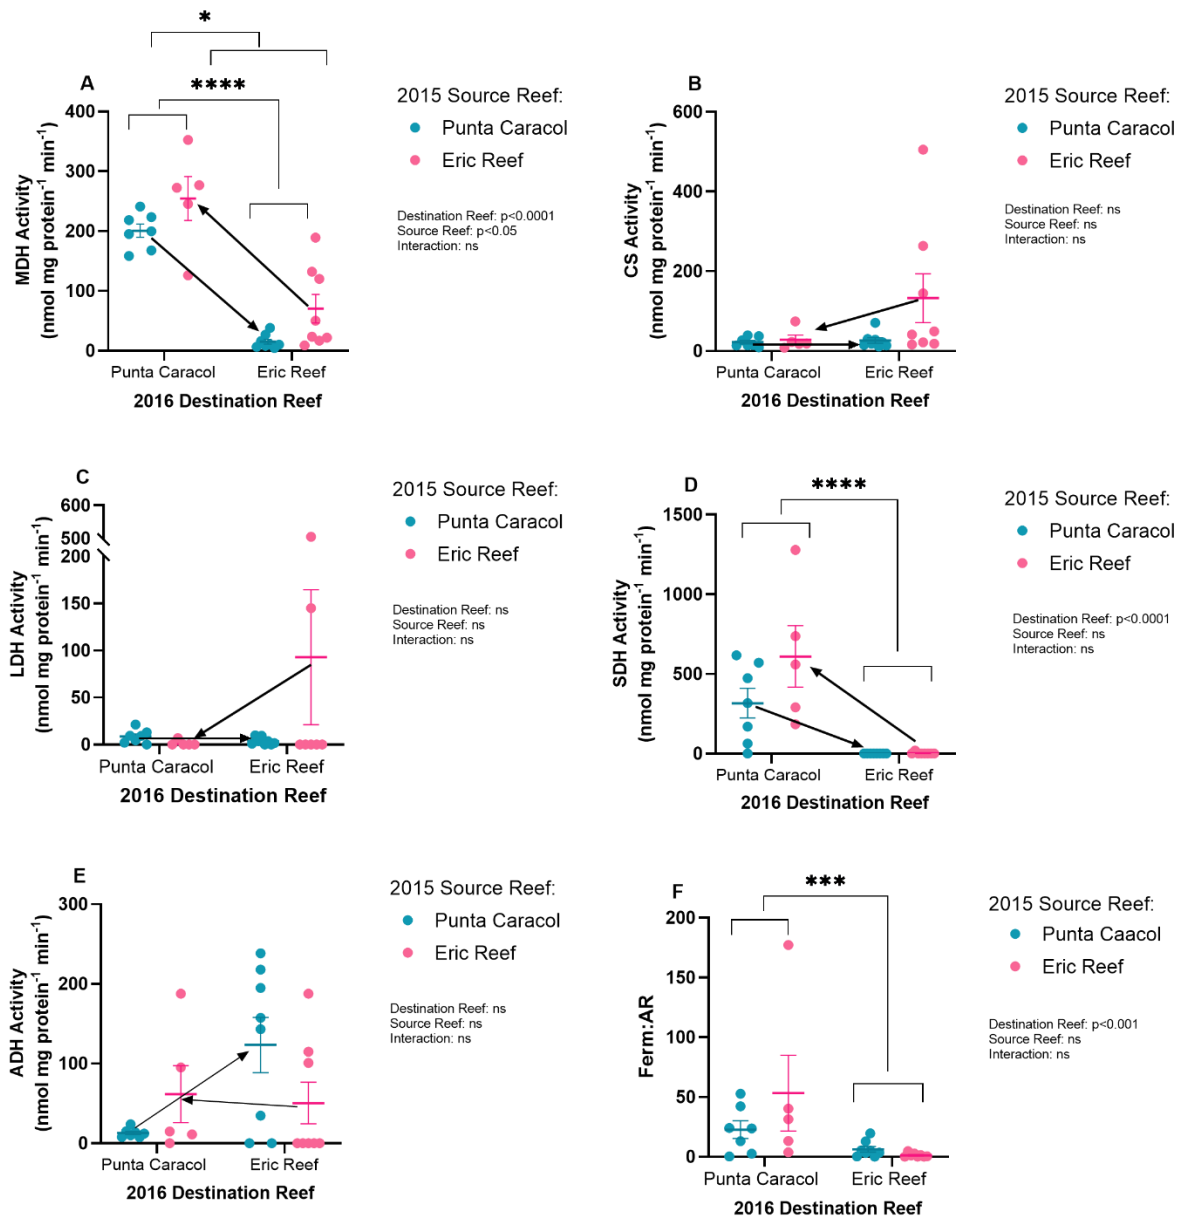 *
A
****
MDH Activity
(nmol mg protein-1 min-1)
400
300
200
100
0
Punta Caracol
Eric Reef
2016 Destination Reef
2015 Source Reef:
Punta Caracol
Eric Reef
Destination Reef: p<0.0001
Source Reef: p<0.05
Interaction: ns
B
CS Activity
(nmol mg protein-1 min-1)
600
400
200
0
Punta Caracol
Eric Reef
2016 Destination Reef
2015 Source Reef:
Punta Caracol
Eric Reef
Destination Reef: ns
Source Reef: ns
Interaction: ns
C
LDH Activity
(nmol mg protein-1 min-1)
600
500
200
150
100
50
0
Punta Caracol
Eric Reef
2016 Destination Reef
2015 Source Reef:
Punta Caracol
Eric Reef
Destination Reef: ns
Source Reef: ns
Interaction: ns
D
****
SDH Activity
(nmol mg protein-1 min-1)
1500
1000
500
0
Punta Caracol
Eric Reef
2016 Destination Reef
2015 Source Reef:
Punta Caracol
Eric Reef
Destination Reef: p<0.0001
Source Reef: ns
Interaction: ns
E
ADH Activity
(nmol mg protein-1 min-1)
300
200
100
0
Punta Caracol
Eric Reef
2016 Destination Reef
2015 Source Reef:
Punta Caracol
Eric Reef
Destination Reef: ns
Source Reef: ns
Interaction: ns
F
***
Ferm:AR
200
150
100
50
0
Punta Caracol
Eric Reef
2016 Destination Reef
2015 Source Reef:
Punta Caacol
Eric Reef
Destination Reef: p<0.001
Source Reef: ns
Interaction: ns